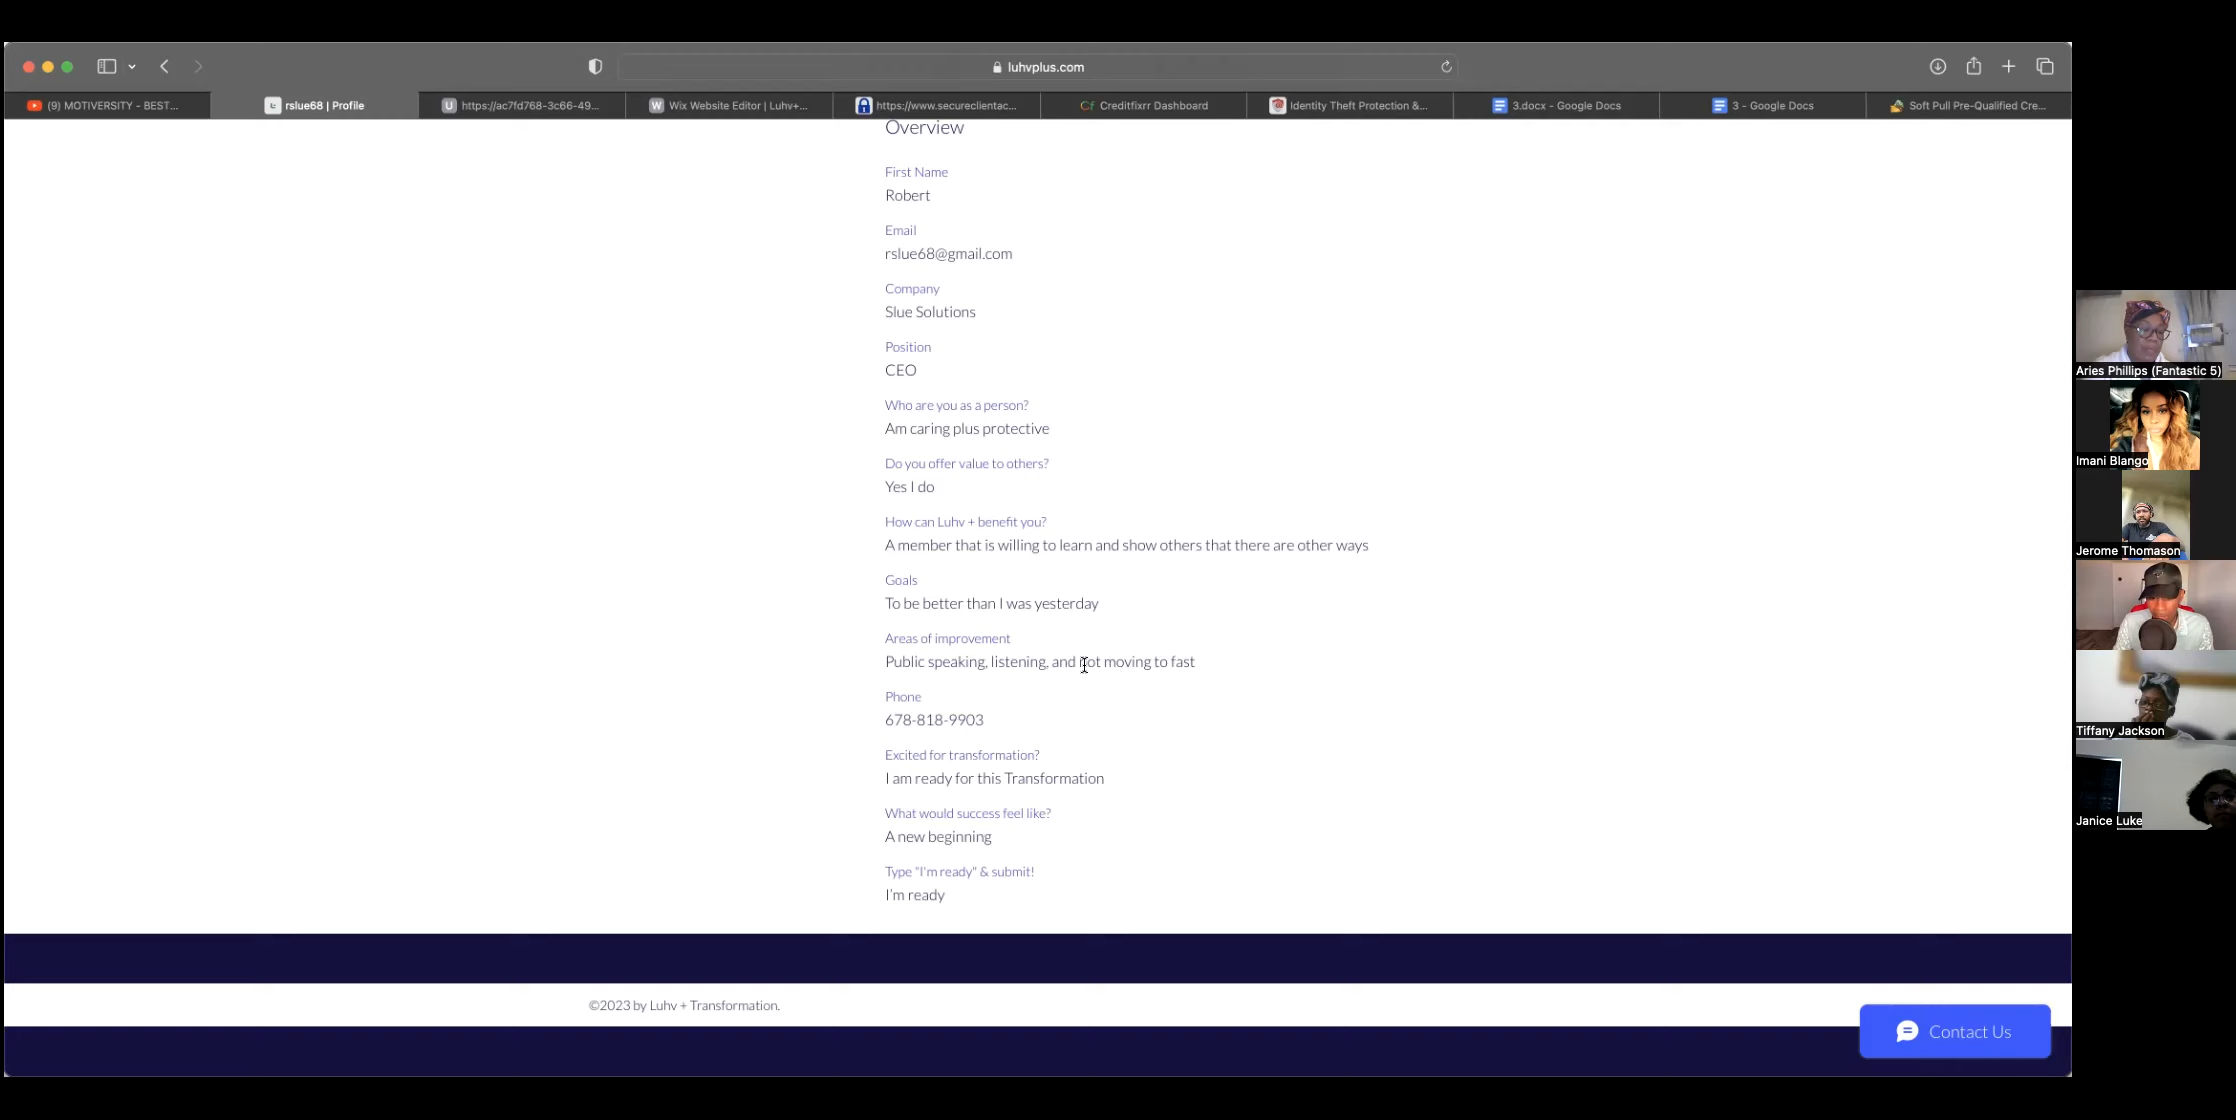 luhvplus.com
(9) MOTIVERSITY - BEST...
rslue68 | Profile
U https://ac7fd768-3c66-49...
W Wix Website Editor | Luhv+...
https://www.secureclientac...
Cf Creditfixrr Dashboard
Identity Theft Protection &...
3.docx - Google Docs
3 - Google Docs
Soft Pull Pre-Qualified Cre...
Overview
First Name
Robert
Email
rslue68@gmail.com
Company
Slue Solutions
Position
CEO
Who are you as a person?
Am caring plus protective
Do you offer value to others?
Yes I do
How can Luhv + benefit you?
A member that is willing to learn and show others that there are other ways
Goals
To be better than I was yesterday
Areas of improvement
Public speaking, listening, and not moving to fast
Phone
678-818-9903
Excited for transformation?
I am ready for this Transformation
What would success feel like?
A new beginning
Type "I'm ready" & submit!
I'm ready
©2023 by Luhv + Transformation.
Contact Us
Aries Phillips (Fantastic 5)
Imani Blango
Jerome Thomason
Tiffany Jackson
Janice Luke